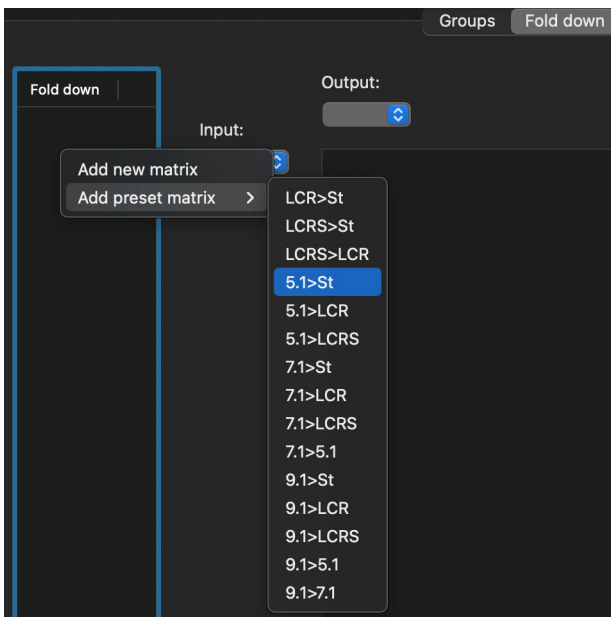 Groups
Fold down
Fold down
Output:
Input:
Add new matrix
Add preset matrix
LCR>St
LCRS>St
LCRS>LCR
5.1>St
5.1>LCR
5.1>LCRS
7.1>St
7.1>LCR
7.1>LCRS
7.1>5.1
9.1>St
9.1>LCR
9.1>LCRS
9.1>5.1
9.1>7.1